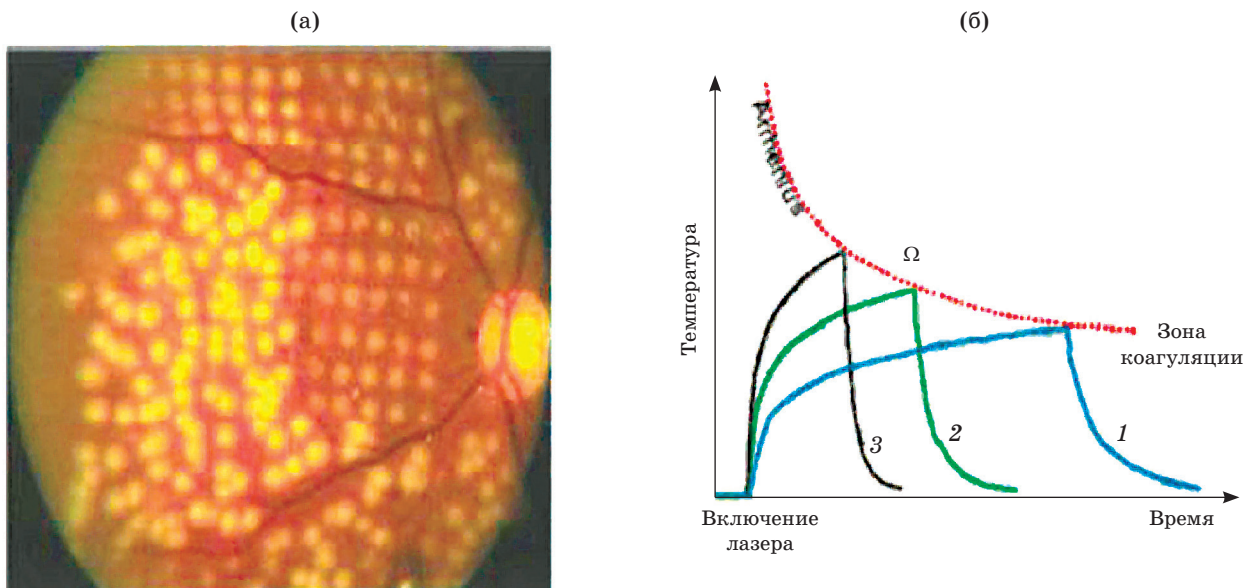 (а)
(б)
Температура
Ω
Зона
коагуляции
3
2
1
Включение
лазера
Время